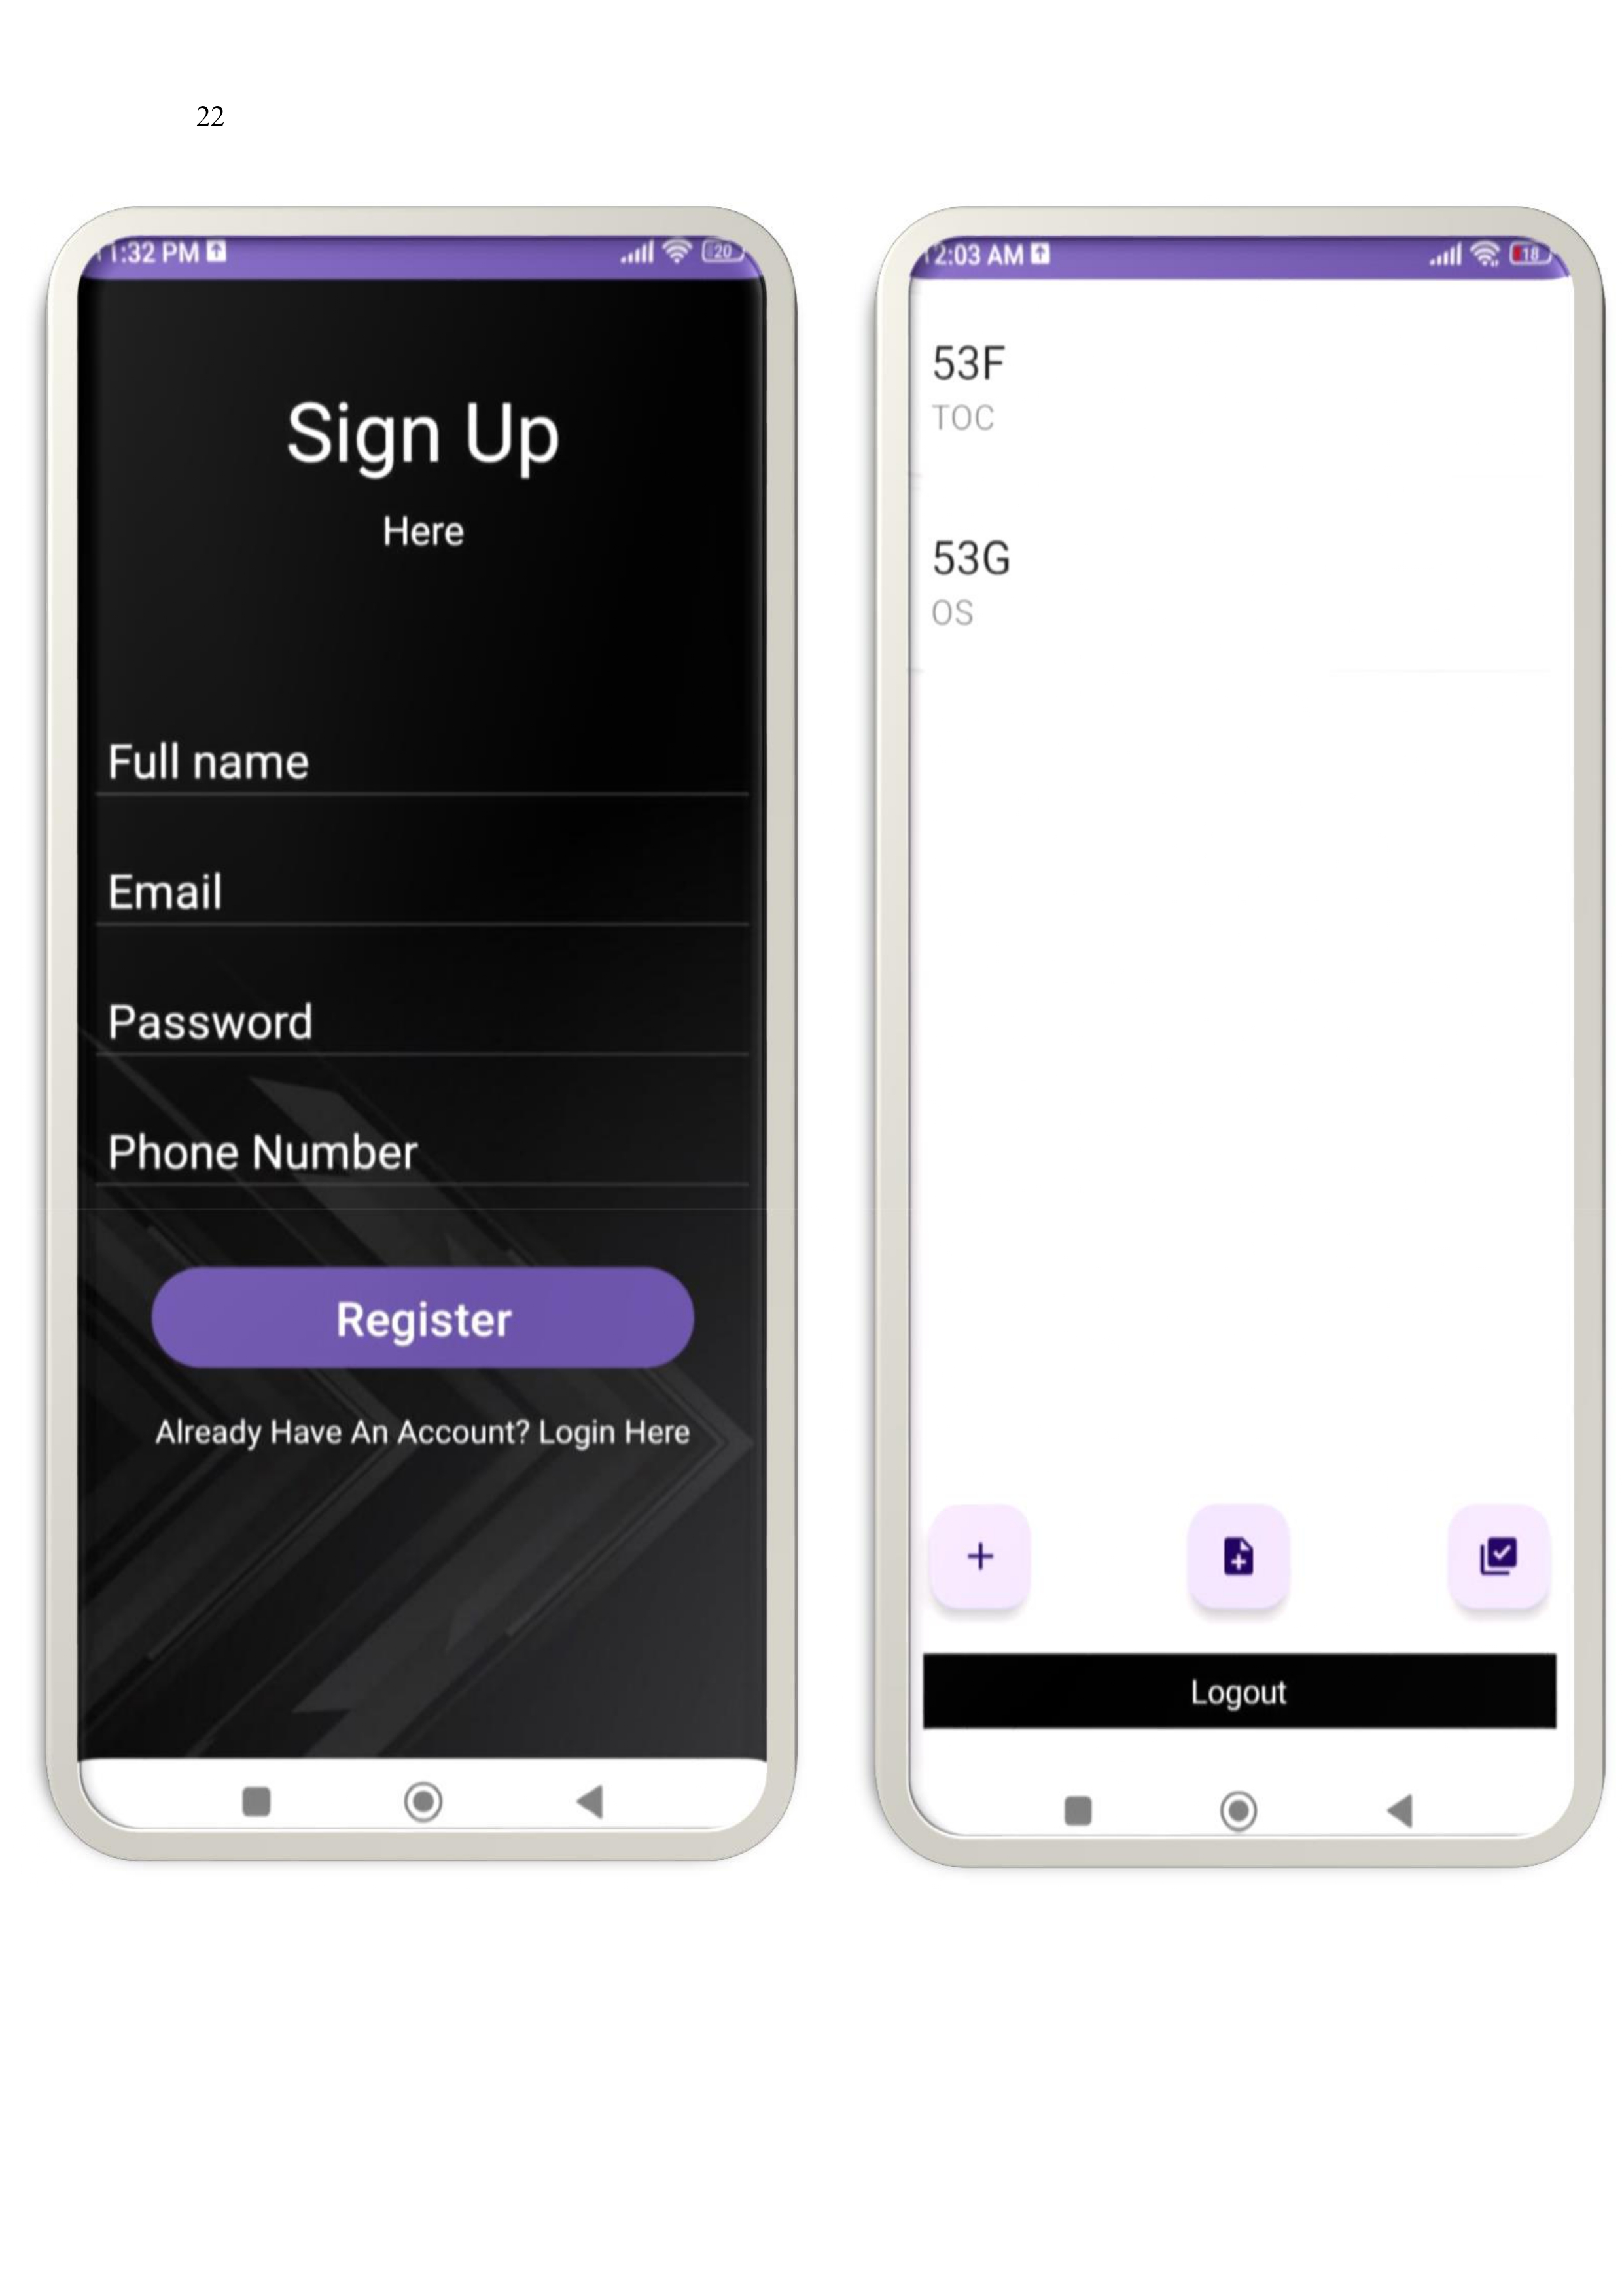 22
1:32 PM
20
Sign Up
Here
Full name
Email
Password
Phone Number
Register
Already Have An Account? Login Here
2:03 AM
18
53F
TOC
53G
OS
Logout